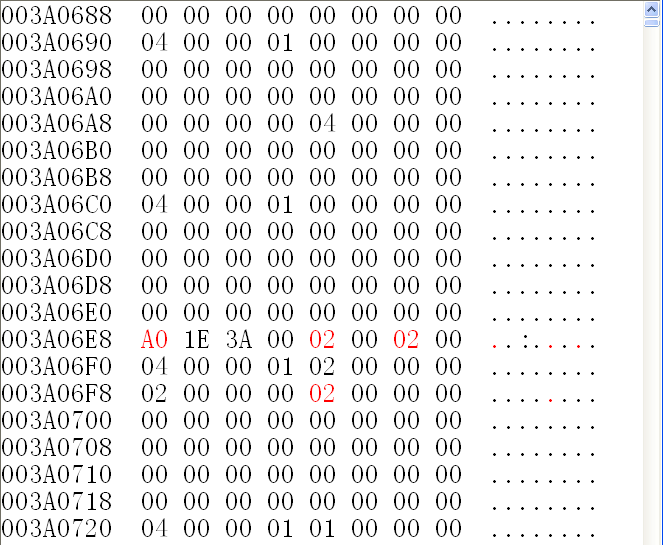 003A0688 00 00 00 00 00 00 00 00 ........
003A0690 04 00 00 01 00 00 00 00 ........
003A0698 00 00 00 00 00 00 00 00 ........
003A06A0 00 00 00 00 00 00 00 00 ........
003A06A8 00 00 00 00 04 00 00 00 ........
003A06B0 00 00 00 00 00 00 00 00 ........
003A06B8 00 00 00 00 00 00 00 00 ........
003A06C0 04 00 00 01 00 00 00 00 ........
003A06C8 00 00 00 00 00 00 00 00 ........
003A06D0 00 00 00 00 00 00 00 00 ........
003A06D8 00 00 00 00 00 00 00 00 ........
003A06E0 00 00 00 00 00 00 00 00 ........
003A06E8 A0 1E 3A 00 02 00 02 00 ..:.....
003A06F0 04 00 00 01 02 00 00 00 ........
003A06F8 02 00 00 00 02 00 00 00 ........
003A0700 00 00 00 00 00 00 00 00 ........
003A0708 00 00 00 00 00 00 00 00 ........
003A0710 00 00 00 00 00 00 00 00 ........
003A0718 00 00 00 00 00 00 00 00 ........
003A0720 04 00 00 01 01 00 00 00 ........